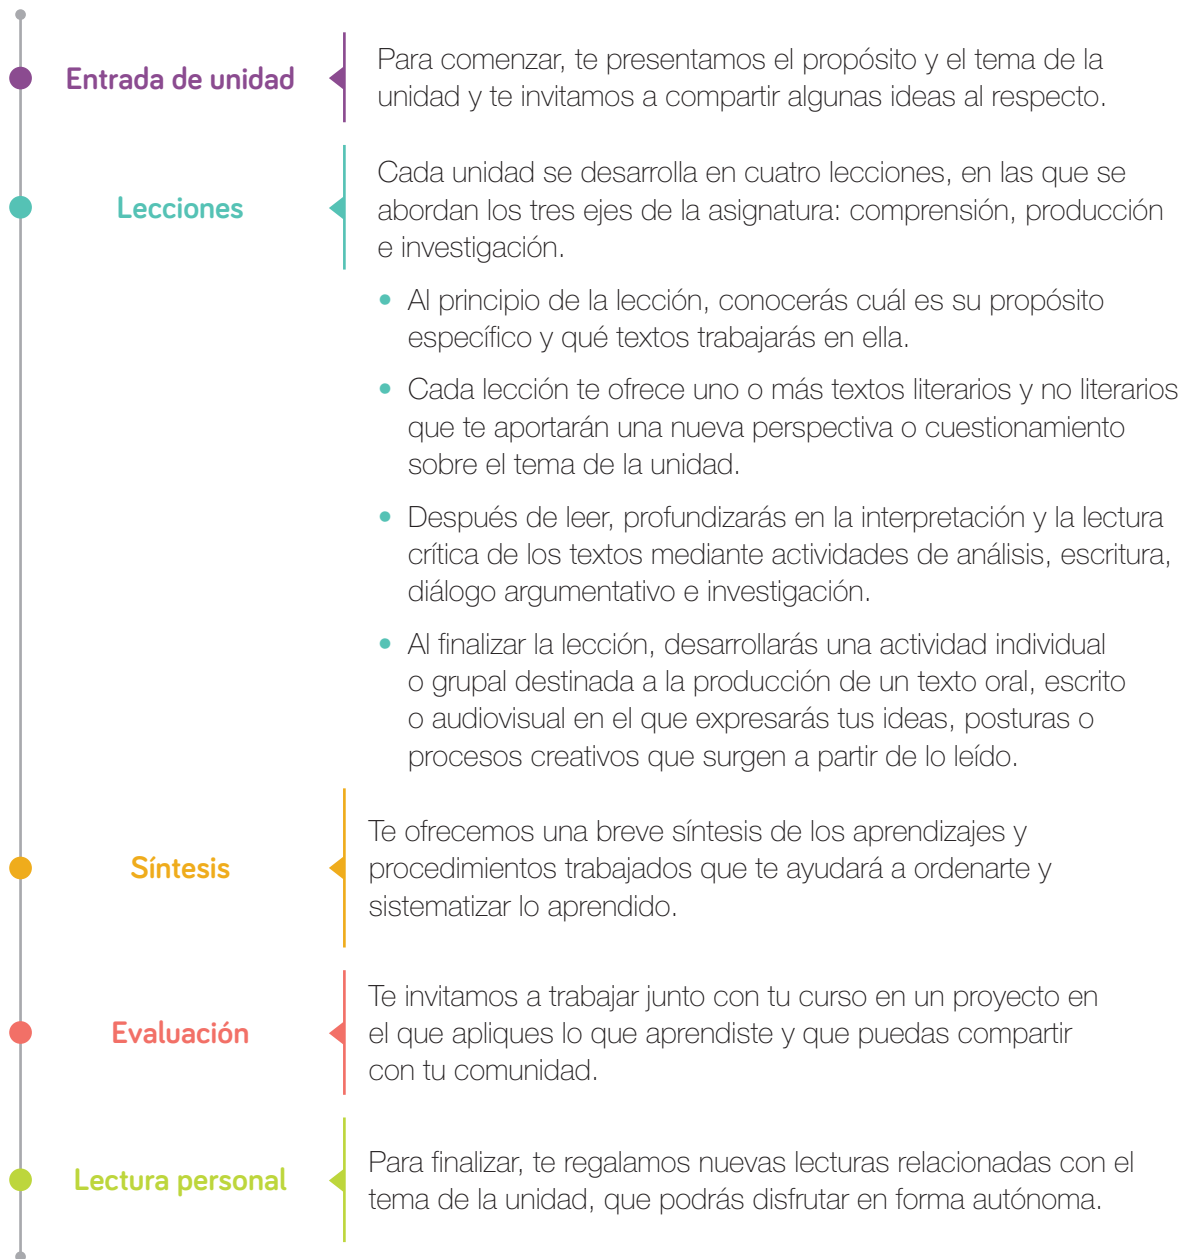 Entrada de unidad
Para comenzar, te presentamos el propósito y el tema de la
unidad y te invitamos a compartir algunas ideas al respecto.
Lecciones
Cada unidad se desarrolla en cuatro lecciones, en las que se
abordan los tres ejes de la asignatura: comprensión, producción
e investigación.
• Al principio de la lección, conocerás cuál es su propósito
específico y qué textos trabajarás en ella.
• Cada lección te ofrece uno o más textos literarios y no literarios
que te aportarán una nueva perspectiva o cuestionamiento
sobre el tema de la unidad.
• Después de leer, profundizarás en la interpretación y la lectura
crítica de los textos mediante actividades de análisis, escritura,
diálogo argumentativo e investigación.
• Al finalizar la lección, desarrollarás una actividad individual
o grupal destinada a la producción de un texto oral, escrito
o audiovisual en el que expresarás tus ideas, posturas o
procesos creativos que surgen a partir de lo leído.
Síntesis
Te ofrecemos una breve síntesis de los aprendizajes y
procedimientos trabajados que te ayudará a ordenarte y
sistematizar lo aprendido.
Evaluación
Te invitamos a trabajar junto con tu curso en un proyecto en
el que apliques lo que aprendiste y que puedas compartir
con tu comunidad.
Lectura personal
Para finalizar, te regalamos nuevas lecturas relacionadas con el
tema de la unidad, que podrás disfrutar en forma autónoma.